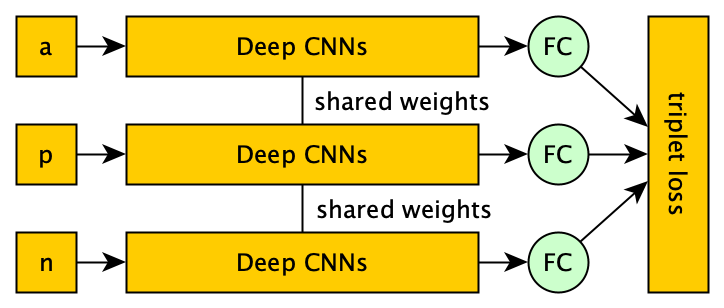 a
Deep CNNs
FC
shared weights
p
Deep CNNs
FC
shared weights
n
Deep CNNs
FC
triplet loss